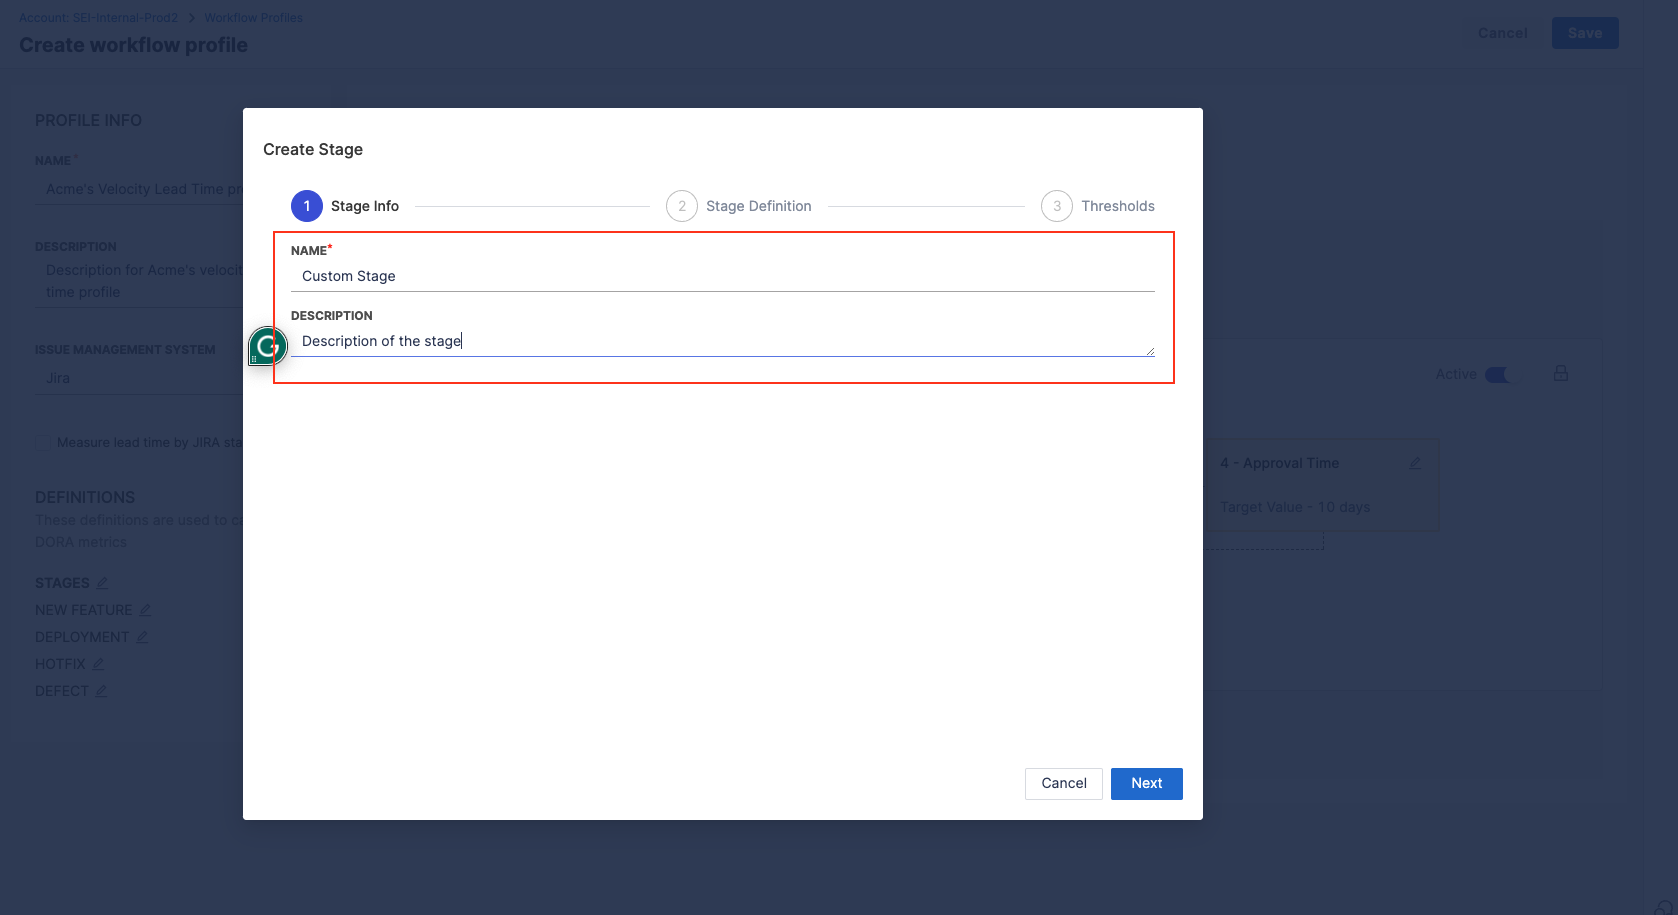 Account: SEI-Internal-Prod2 > Workflow Profiles
Create workflow profile
Cancel
Save
PROFILE INFO
NAME *
Acme's Velocity Lead Time
DESCRIPTION
Description for Acme's
time profile
ISSUE MANAGEMENT SYSTEM
Jira
Measure lead time by JIRA
DEFINITIONS
These definitions are used to
DORA metrics
STAGES
NEW FEATURE
DEPLOYMENT
HOTFIX
DEFECT
Create Stage
1 Stage Info
2 Stage Definition
3 Thresholds
NAME*
Custom Stage
DESCRIPTION
Description of the stage
Cancel
Next
Active
4 - Approval Time
Target Value - 10 days